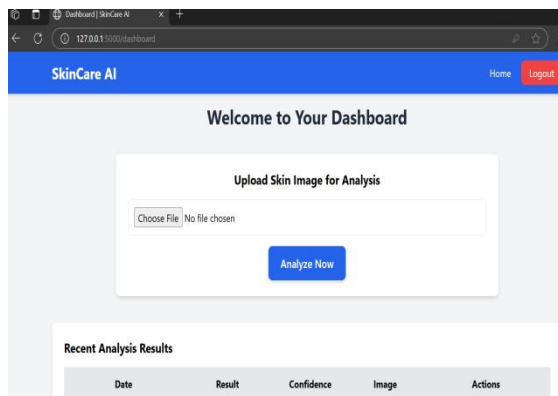 Dashboard | SkinCare AI
127.0.0.1:5000/dashboard
SkinCare AI Home Logout
Welcome to Your Dashboard
Upload Skin Image for Analysis
Choose File No file chosen
Analyze Now
Recent Analysis Results
Date Result Confidence Image Actions